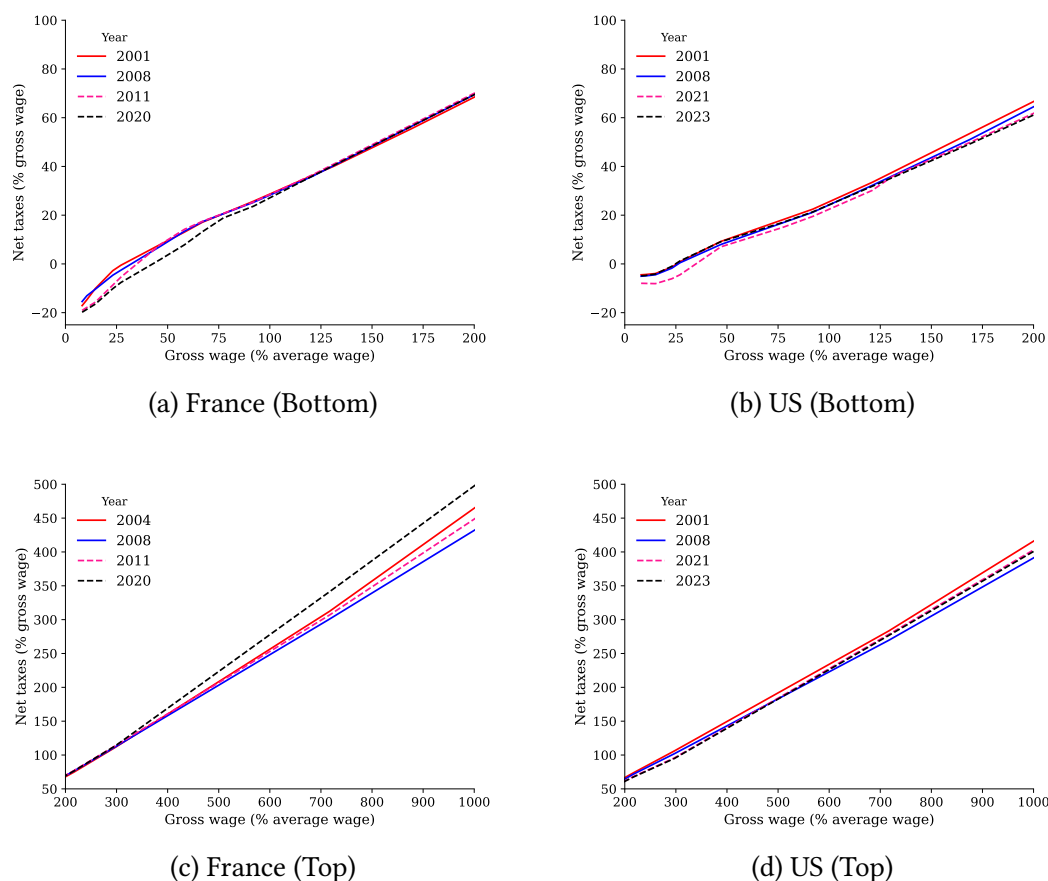 100
80
60
40
20
0
−20
Net taxes (% gross wage)
Year
2001
2008
2011
2020
0 25 50 75 100 125 150 175 200
Gross wage (% average wage)
(a) France (Bottom)
100
80
60
40
20
0
−20
Net taxes (% gross wage)
Year
2001
2008
2021
2023
0 25 50 75 100 125 150 175 200
Gross wage (% average wage)
(b) US (Bottom)
500
450
400
350
300
250
200
150
100
50
Net taxes (% gross wage)
Year
2004
2008
2011
2020
200 300 400 500 600 700 800 900 1000
Gross wage (% average wage)
(c) France (Top)
500
450
400
350
300
250
200
150
100
50
Net taxes (% gross wage)
Year
2001
2008
2021
2023
200 300 400 500 600 700 800 900 1000
Gross wage (% average wage)
(d) US (Top)